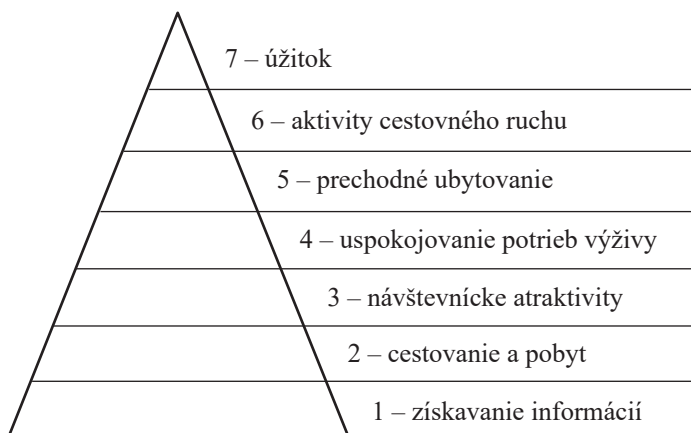 7 – úžitok
6 – aktivity cestovného ruchu
5 – prechodné ubytovanie
4 – uspokojovanie potrieb výživy
3 – návštevnícke atraktivity
2 – cestovanie a pobyt
1 – získavanie informácií